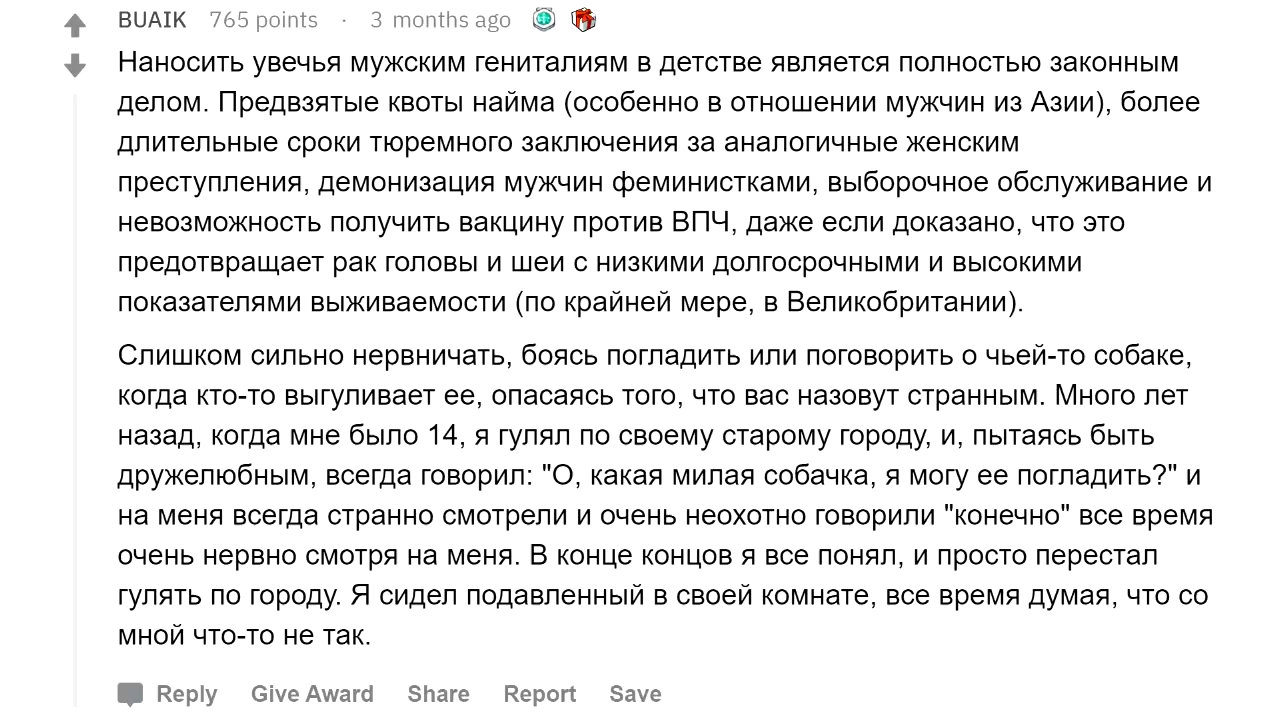 BUAIK 765 points · 3 months ago
Наносить увечья мужским гениталиям в детстве является полностью законным
делом. Предвзятые квоты найма (особенно в отношении мужчин из Азии), более
длительные сроки тюремного заключения за аналогичные женским
преступления, демонизация мужчин феминистками, выборочное обслуживание и
невозможность получить вакцину против ВПЧ, даже если доказано, что это
предотвращает рак головы и шеи с низкими долгосрочными и высокими
показателями выживаемости (по крайней мере, в Великобритании).
Слишком сильно нервничать, боясь погладить или поговорить о чьей-то собаке,
когда кто-то выгуливает ее, опасаясь того, что вас назовут странным. Много лет
назад, когда мне было 14, я гулял по своему старому городу, и, пытаясь быть
дружелюбным, всегда говорил: "О, какая милая собачка, я могу ее погладить?" и
на меня всегда странно смотрели и очень неохотно говорили "конечно" все время
очень нервно смотря на меня. В конце концов я все понял, и просто перестал
гулять по городу. Я сидел подавленный в своей комнате, все время думая, что со
мной что-то не так.
Reply Give Award Share Report Save